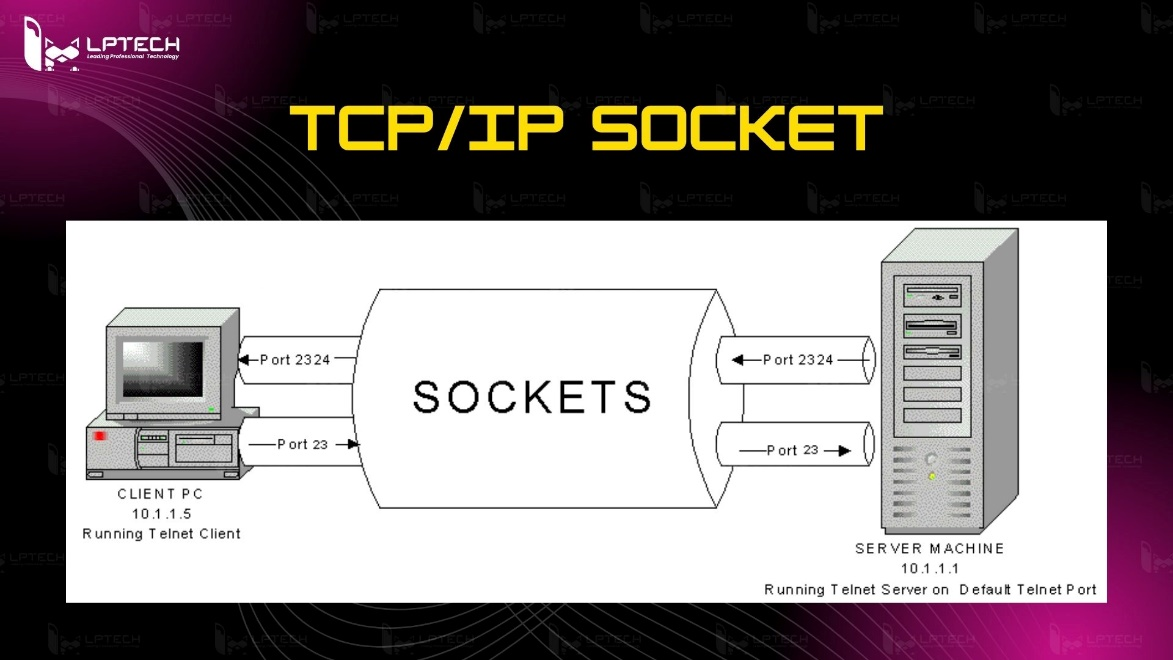 LPTECH
Leading Professional Technology
TCP/IP SOCKET
Port 2324
Port 2324
SOCKETS
Port 23
Port 23
CLIENT PC
10.1.1.5
Running Telnet Client
SERVER MACHINE
10.1.1.1
Running Telnet Server on Default Telnet Port